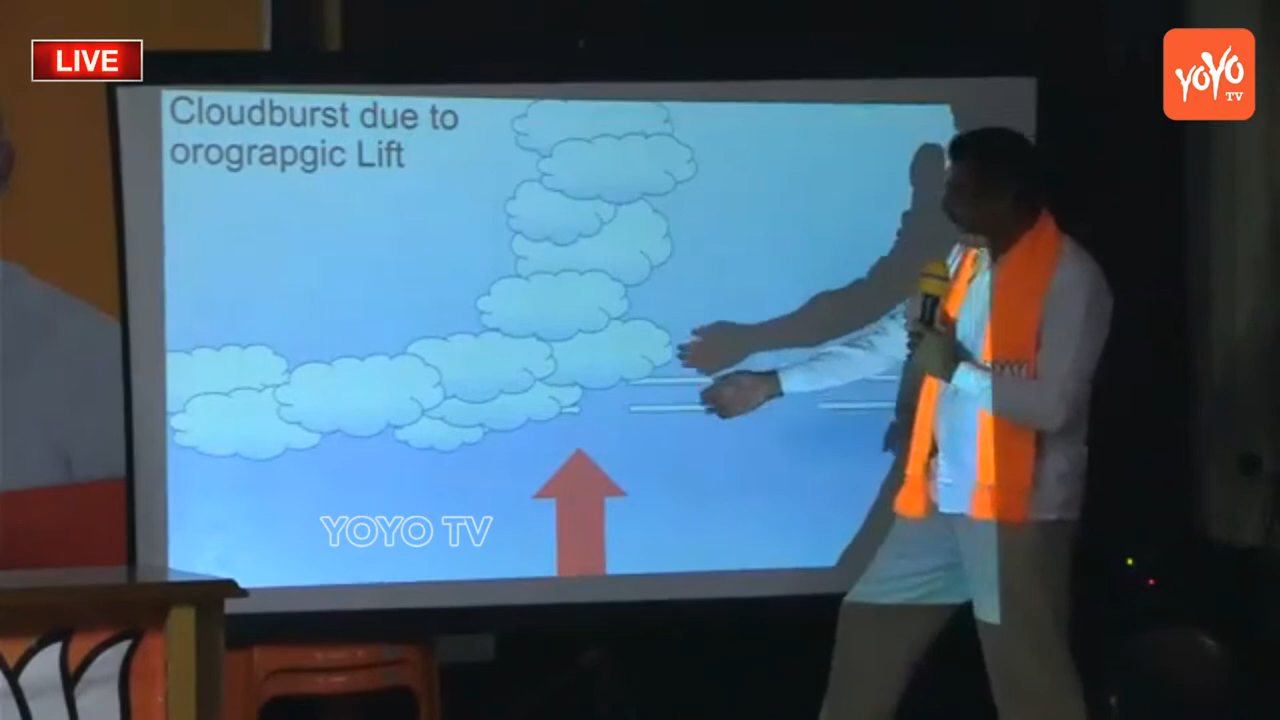 LIVE
YOYO
TV
Cloudburst due to
orograpgic Lift
YOYO TV